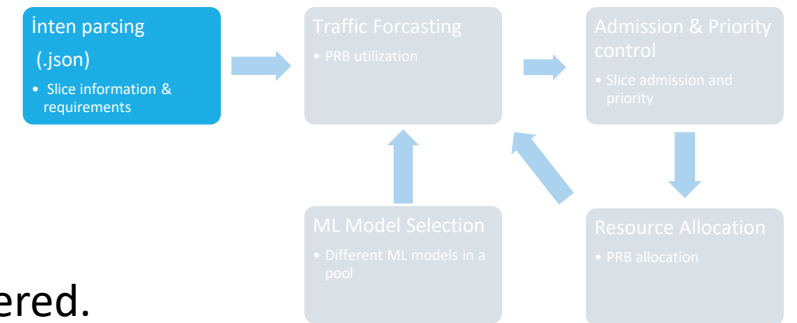 İnten parsing
(.json)
• Slice information &
requirements
Traffic Forcasting
• PRB utilization
Admission & Priority
control
• Slice admission and
priority
ML Model Selection
• Different ML models in a
pool
Resource Allocation
• PRB allocation
ered.